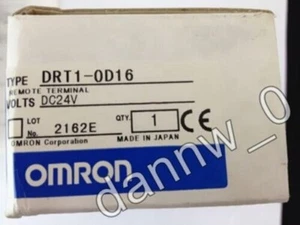 TYPE DRT1-OD16
REMOTE TERMINAL
VOLTS DC24V
LOT No. 2162E QTY. 1 CE
OMRON Corporation MADE IN JAPAN
OMRON
dannw_0